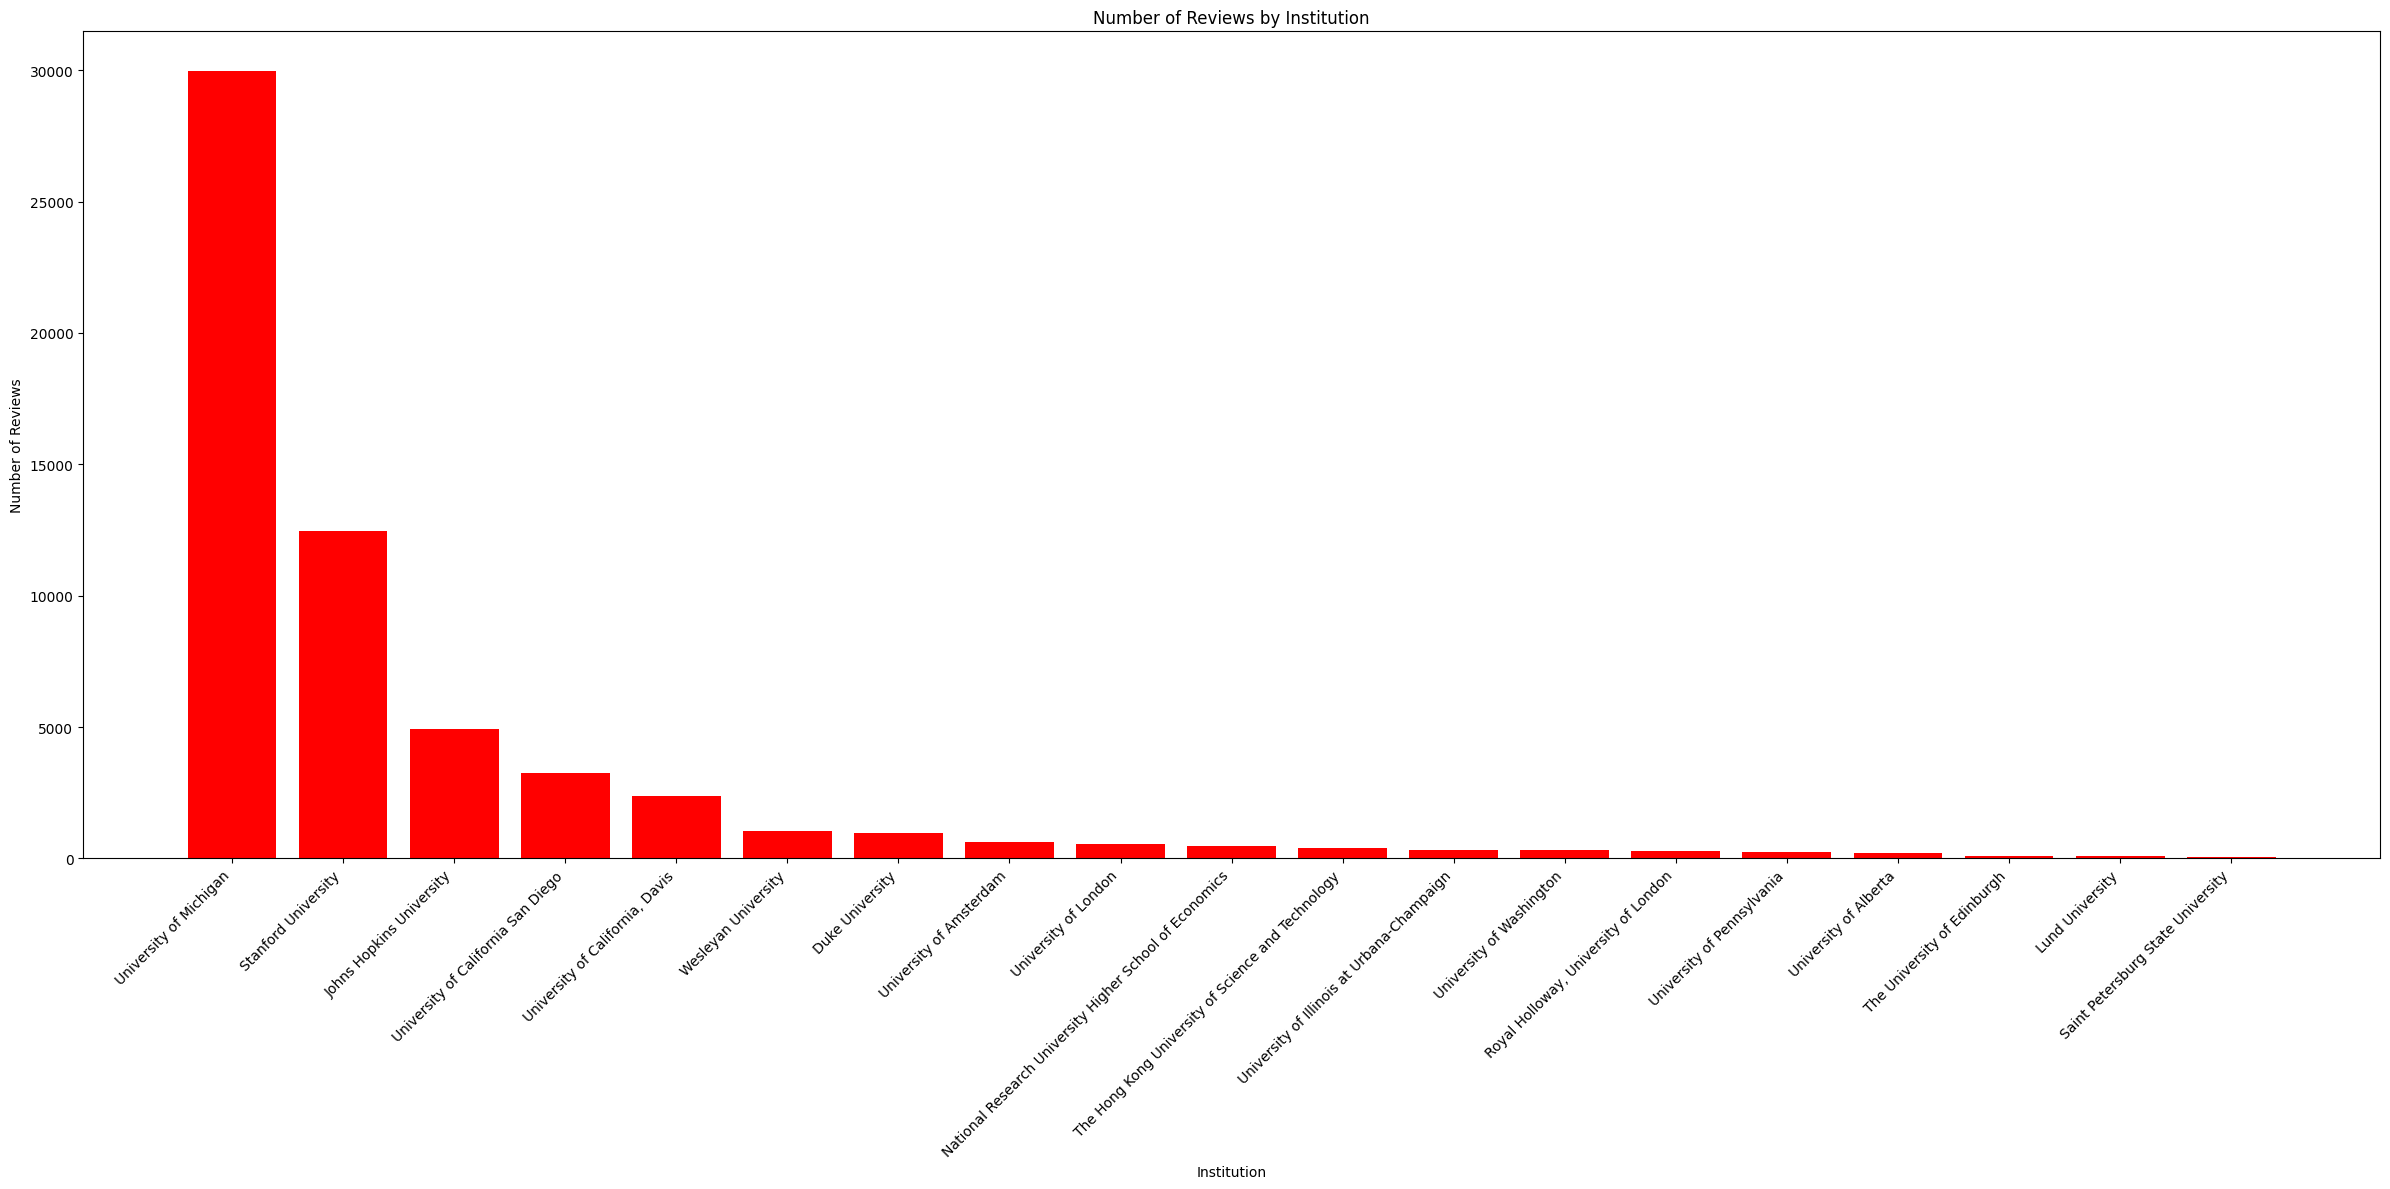 Number of Reviews by Institution
Number of Reviews
30000
25000
20000
15000
10000
5000
0
University of Michigan
Stanford University
Johns Hopkins University
University of California San Diego
University of California, Davis
Wesleyan University
Duke University
University of Amsterdam
University of London
National Research University Higher School of Economics
The Hong Kong University of Science and Technology
University of Illinois at Urbana-Champaign
University of Washington
Royal Holloway, University of London
University of Pennsylvania
University of Alberta
The University of Edinburgh
Lund University
Saint Petersburg State University
Institution